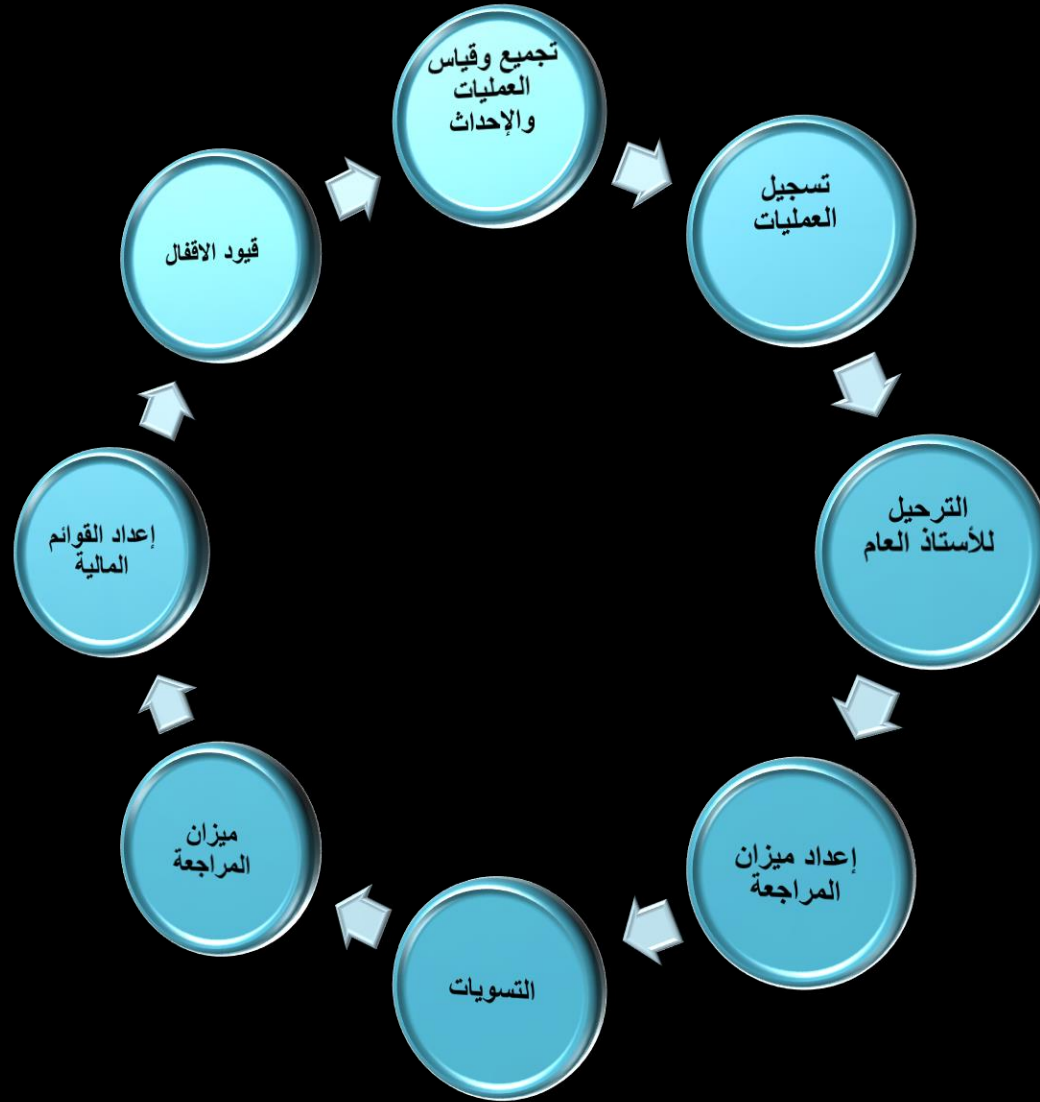 تجميع وقياس
العمليات
والإحداث
تسجيل
العمليات
الترحيل
للأستاذ العام
إعداد ميزان
المراجعة
التسويات
ميزان
المراجعة
إعداد القوائم
المالية
قيود الاقفال